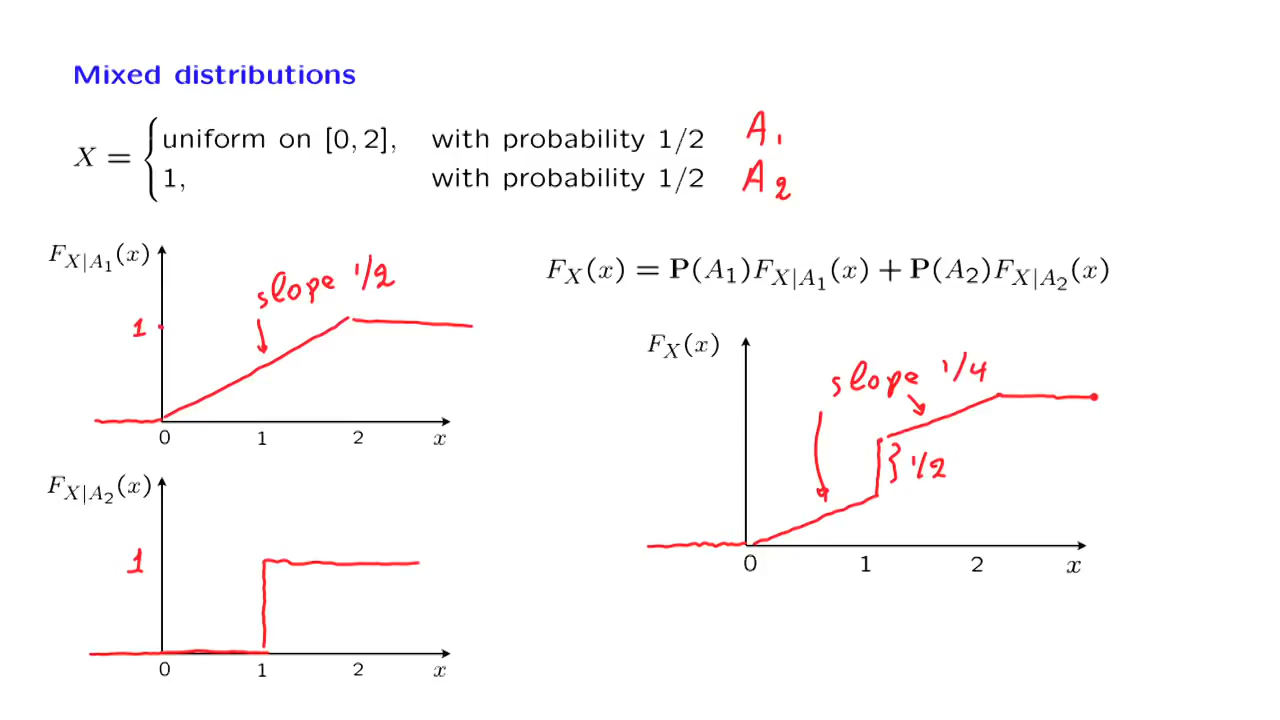 Mixed distributions
X = { uniform on [0, 2], with probability 1/2 A1
1, with probability 1/2 A2
F_{X|A_1}(x)
slope 1/2
1
0 1 2 x
F_X(x) = P(A_1)F_{X|A_1}(x) + P(A_2)F_{X|A_2}(x)
F_X(x)
slope 1/4
} 1/2
0 1 2 x
F_{X|A_2}(x)
1
0 1 2 x